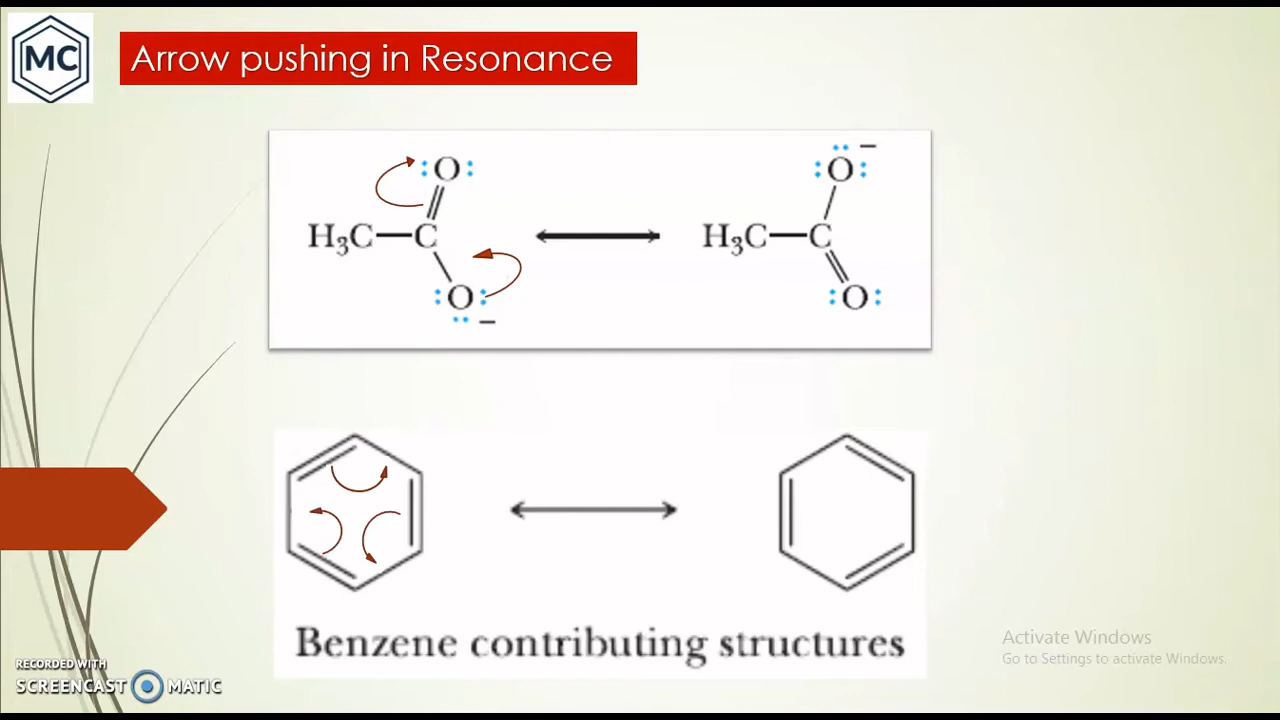 MC
Arrow pushing in Resonance
:O:
H₃C—C
:O:
.. −
.. −
:O:
H₃C—C
:O:
Benzene contributing structures
Activate Windows
Go to Settings to activate Windows.
RECORDED WITH
SCREENCAST MATIC